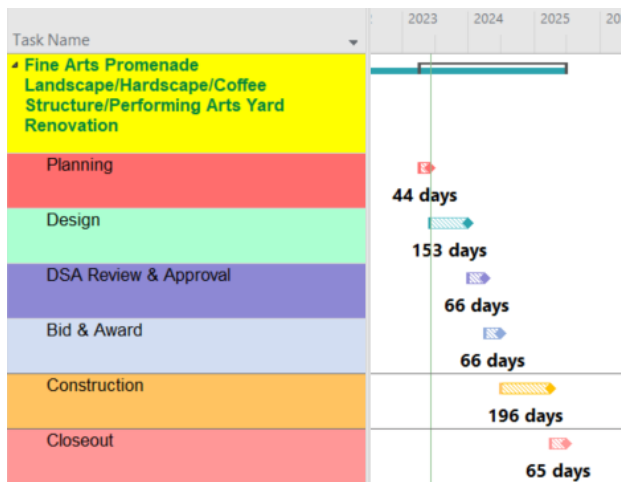 2023 2024 2025 20
Task Name
Fine Arts Promenade
Landscape/Hardscape/Coffee
Structure/Performing Arts Yard
Renovation
Planning
44 days
Design
153 days
DSA Review & Approval
66 days
Bid & Award
66 days
Construction
196 days
Closeout
65 days